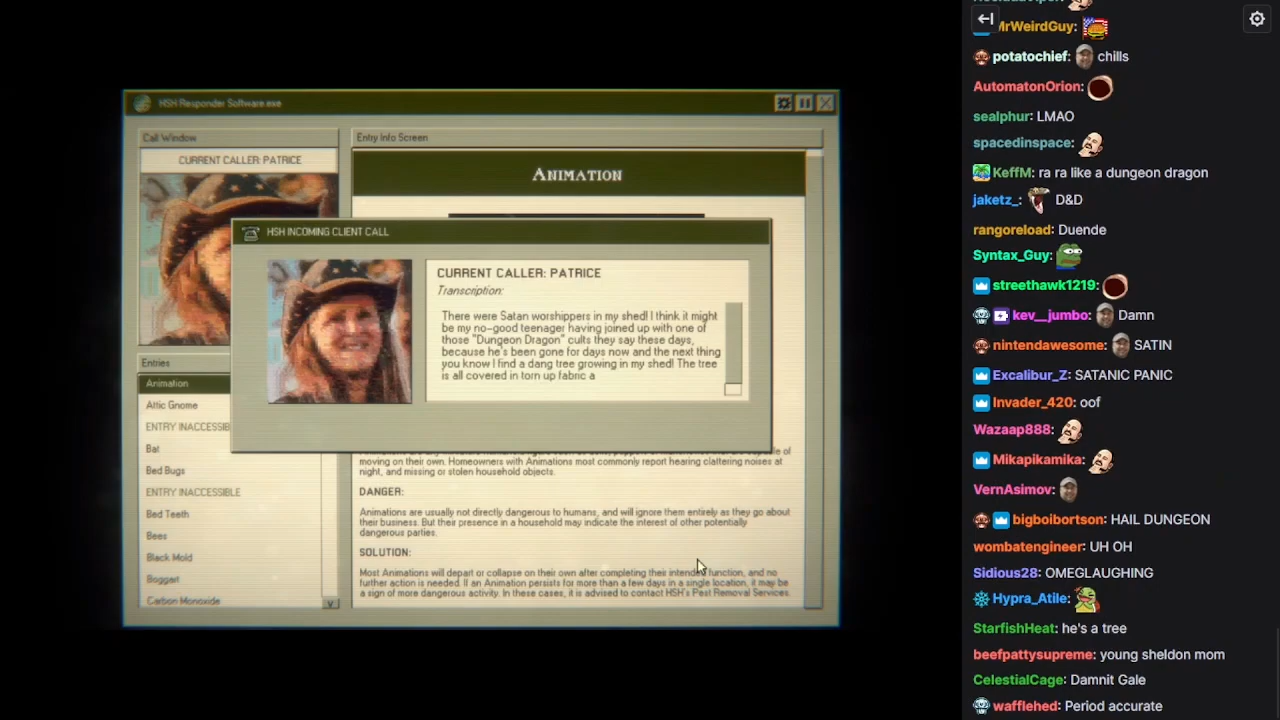 HSH Responder Software.exe
Call Window
CURRENT CALLER: PATRICE
Entries
Animation
Attic Gnome
ENTRY INACCESSIB
Bat
Bed Bugs
ENTRY INACCESSIBLE
Bed Teeth
Bees
Black Mold
Boggart
Carbon Monoxide
Entry Info Screen
ANIMATION
HSH INCOMING CLIENT CALL
CURRENT CALLER: PATRICE
Transcription:
There were Satan worshippers in my shed! I think it might
be my no-good teenager having joined up with one of
those "Dungeon Dragon" cults they say these days,
because he's been gone for days now and the next thing
you know I find a dang tree growing in my shed! The tree
is all covered in torn up fabric a
moving on their own. Homeowners with Animations most commonly report hearing clattering noises at
night, and missing or stolen household objects.
DANGER:
Animations are usually not directly dangerous to humans, and will ignore them entirely as they go about
their business. But their presence in a household may indicate the interest of other potentially
dangerous parties.
SOLUTION:
Most Animations will depart or collapse on their own after completing their intended function, and no
further action is needed. If an Animation persists for more than a few days in a single location, it may be
a sign of more dangerous activity. In these cases, it is advised to contact HSH's Pest Removal Services.
MrWeirdGuy:
potatochief: chills
AutomatonOrion:
sealphur: LMAO
spacedinspace:
KeffM: ra ra like a dungeon dragon
jaketz_: D&D
rangoreload: Duende
Syntax_Guy:
streethawk1219:
kev__jumbo: Damn
nintendawesome: SATIN
Excalibur_Z: SATANIC PANIC
Invader_420: oof
Wazaap888:
Mikapikamika:
VernAsimov:
bigboibortson: HAIL DUNGEON
wombatengineer: UH OH
Sidious28: OMEGLAUGHING
Hypra_Atile:
StarfishHeat: he's a tree
beefpattysupreme: young sheldon mom
CelestialCage: Damnit Gale
wafflehed: Period accurate